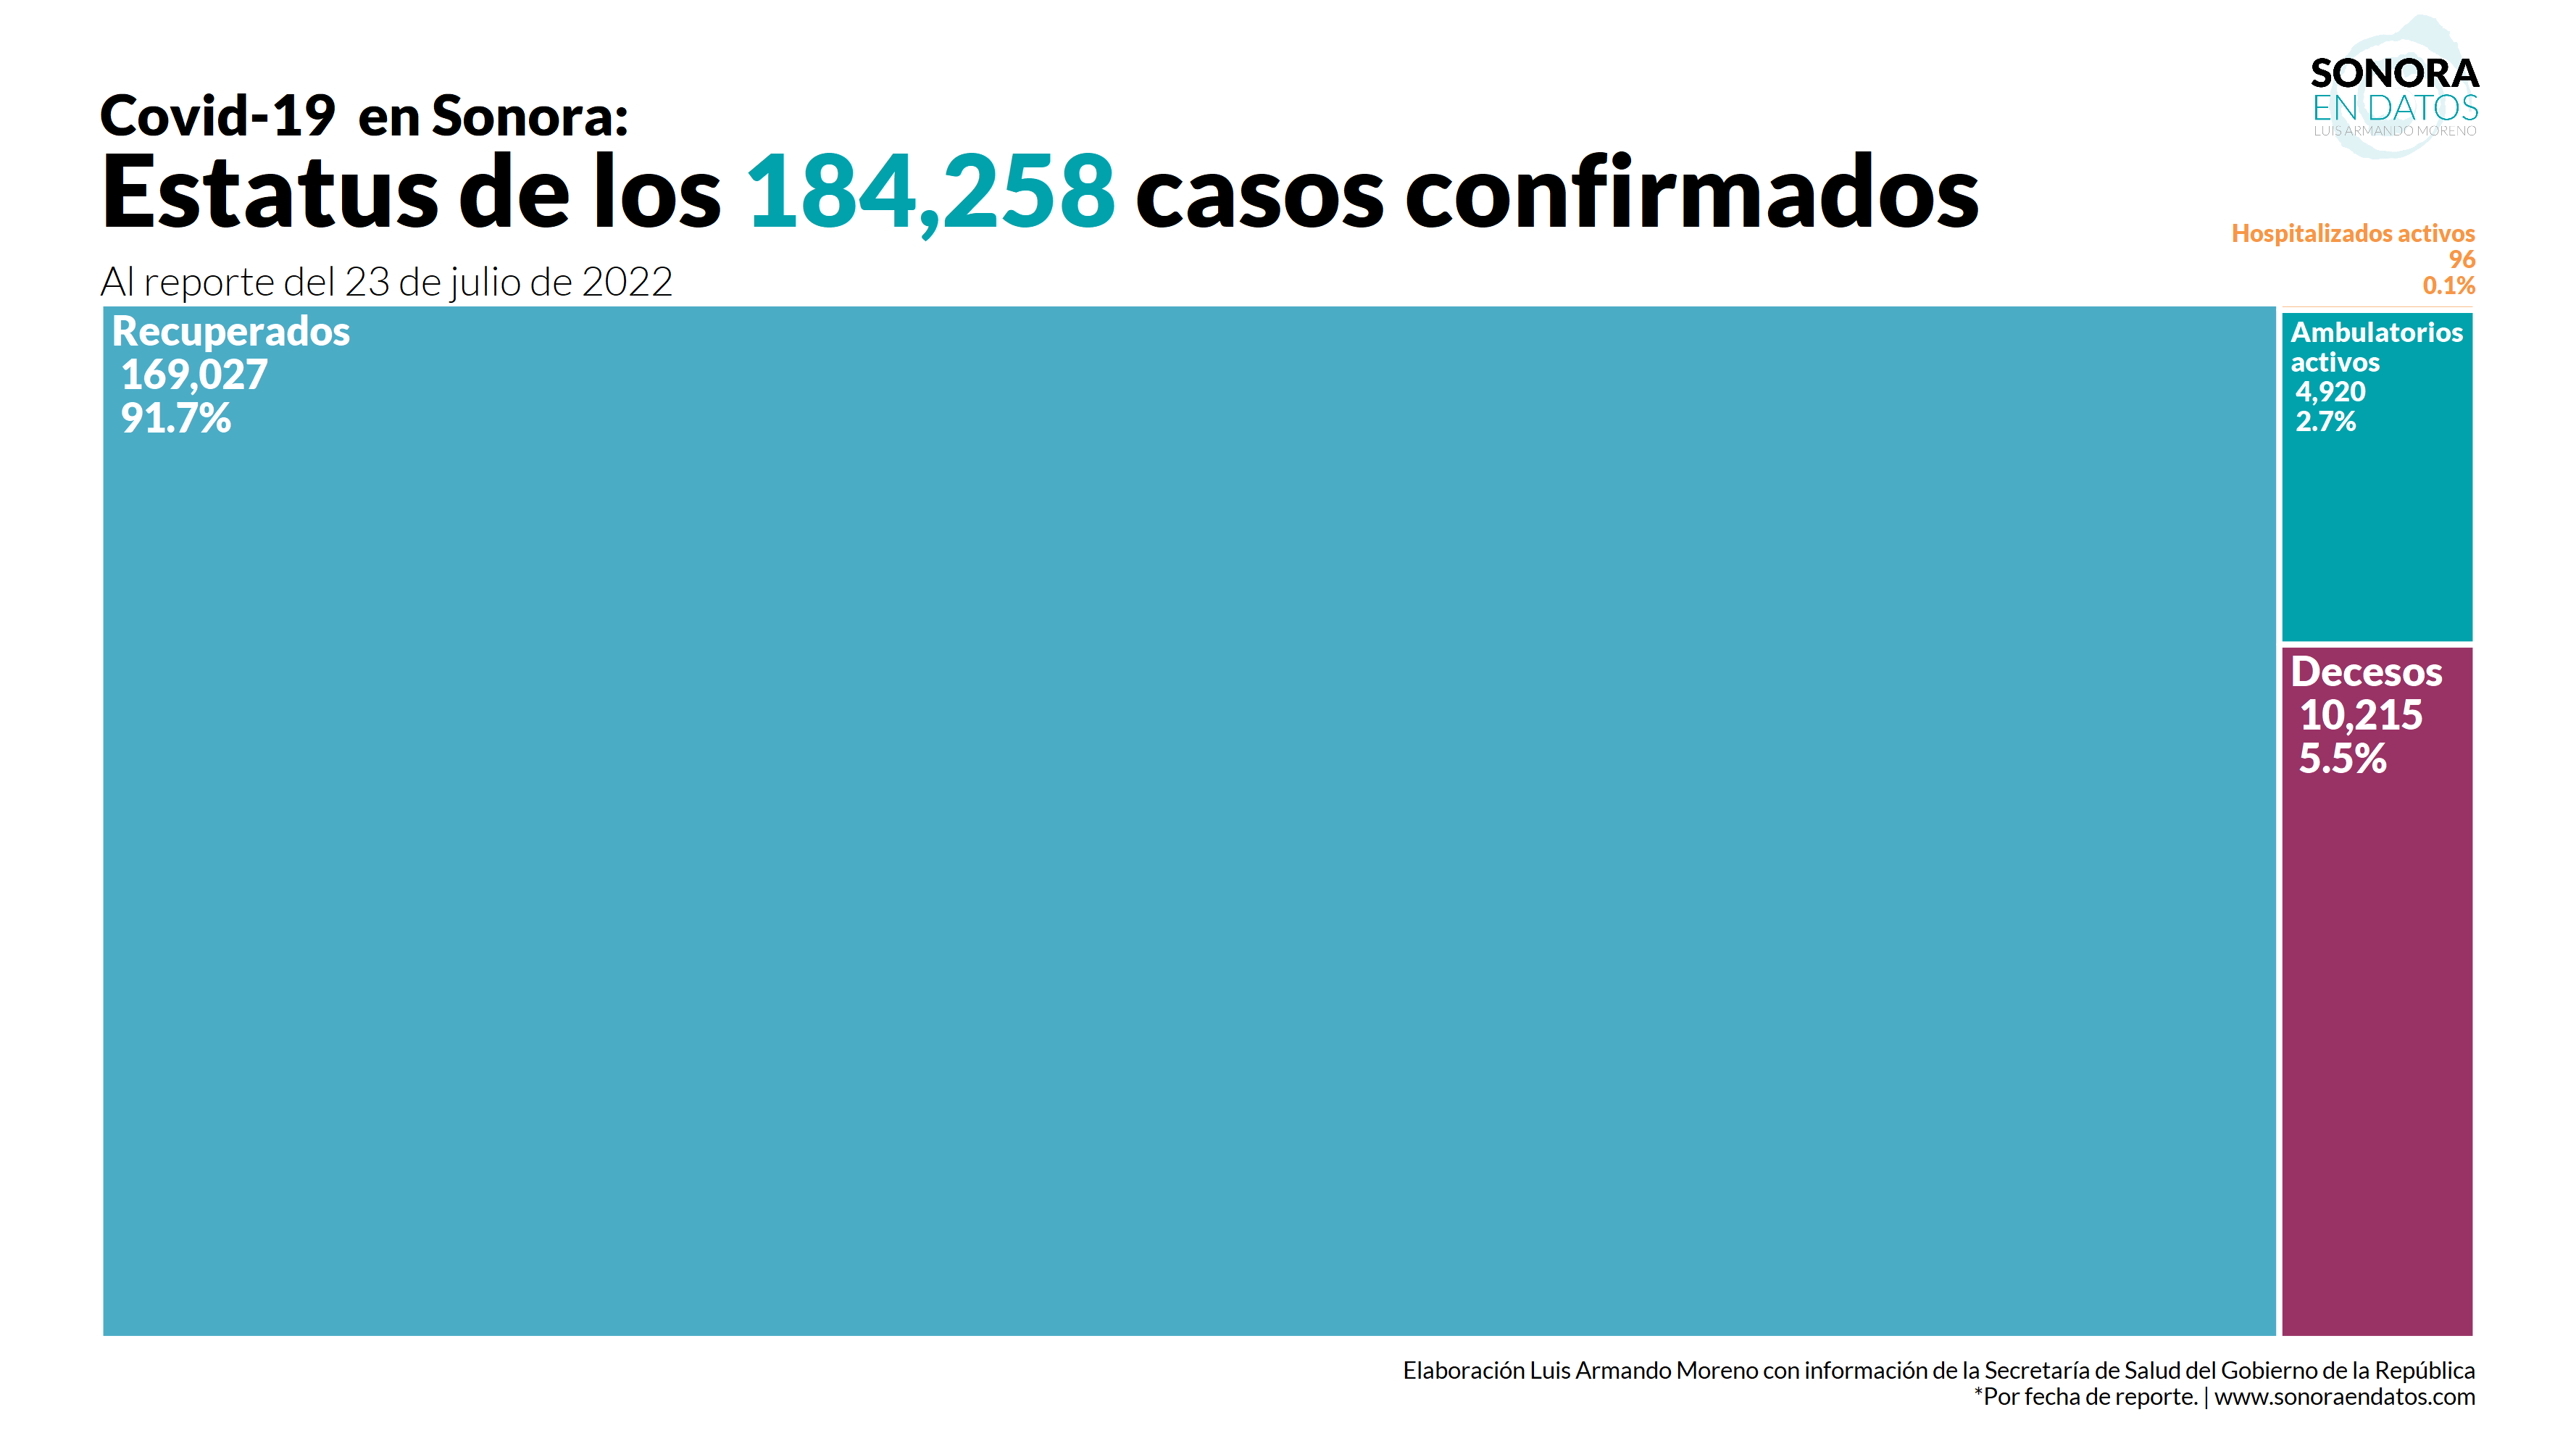 SONORA
EN DATOS
LUIS ARMANDO MORENO
Covid-19 en Sonora:
Estatus de los 184,258 casos confirmados
Al reporte del 23 de julio de 2022
Hospitalizados activos
96
0.1%
Recuperados
169,027
91.7%
Ambulatorios
activos
4,920
2.7%
Decesos
10,215
5.5%
Elaboración Luis Armando Moreno con información de la Secretaría de Salud del Gobierno de la República
*Por fecha de reporte. | www.sonoraendatos.com